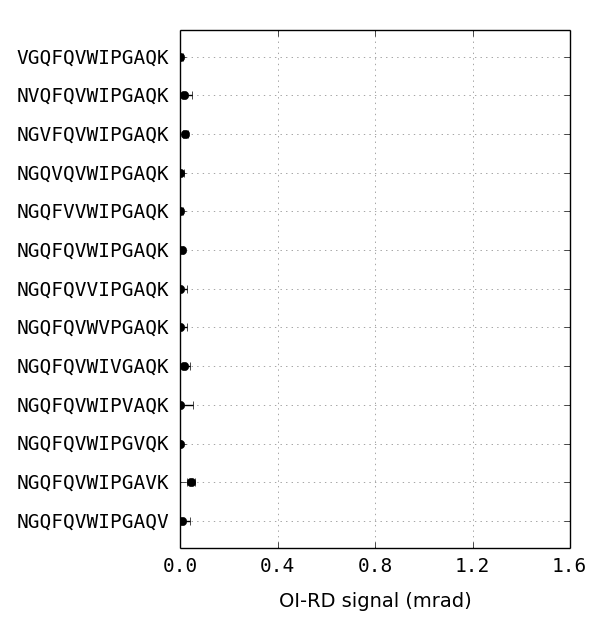 VGQFQVWIPGAQK
NVQFQVWIPGAQK
NGVFQVWIPGAQK
NGQVQVWIPGAQK
NGQFVVWIPGAQK
NGQFQVWIPGAQK
NGQFQVVIPGAQK
NGQFQVWVPGAQK
NGQFQVWIVGAQK
NGQFQVWIPVAQK
NGQFQVWIPGVQK
NGQFQVWIPGAVK
NGQFQVWIPGAQV
0.0 0.4 0.8 1.2 1.6
OI-RD signal (mrad)